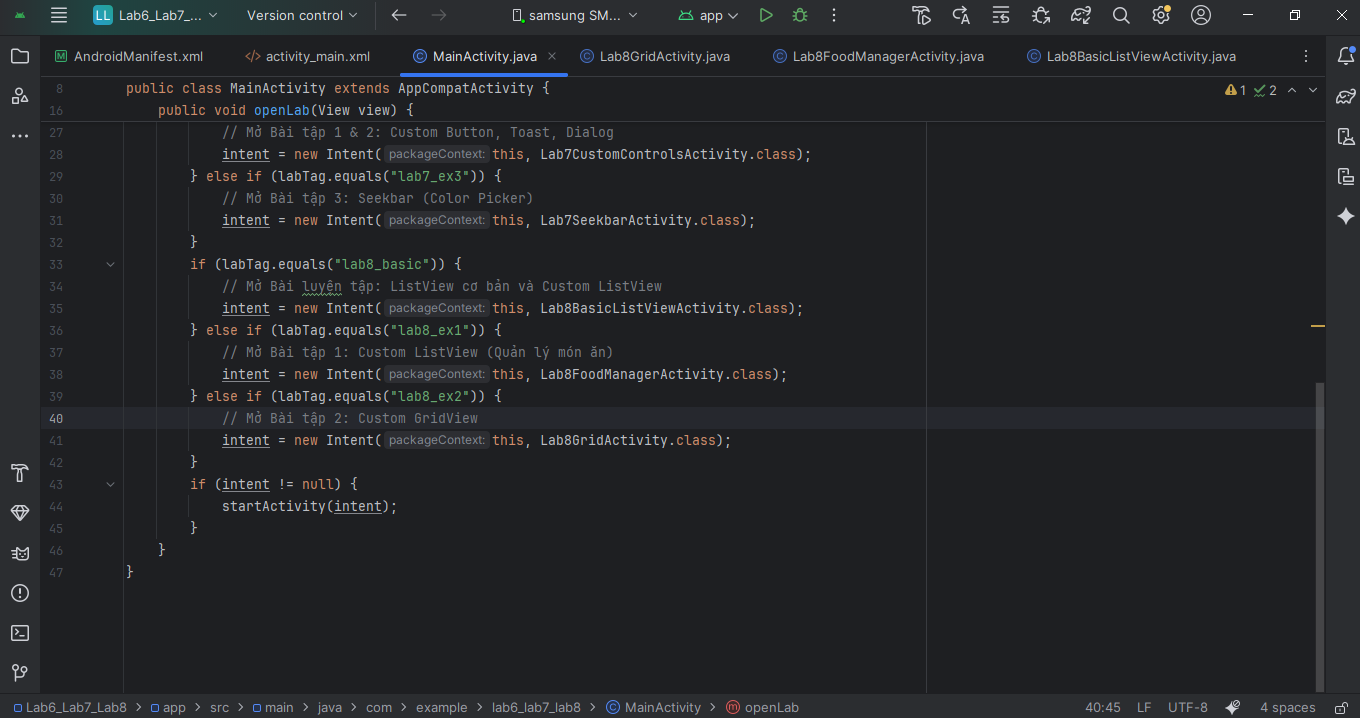 LL Lab6_Lab7_... Version control samsung SM... app
AndroidManifest.xml activity_main.xml MainActivity.java Lab8GridActivity.java Lab8FoodManagerActivity.java Lab8BasicListViewActivity.java
8 public class MainActivity extends AppCompatActivity { 1 2
16 public void openLab(View view) {
27 // Mở Bài tập 1 & 2: Custom Button, Toast, Dialog
28 intent = new Intent( packageContext: this, Lab7CustomControlsActivity.class);
29 } else if (labTag.equals("lab7_ex3")) {
30 // Mở Bài tập 3: Seekbar (Color Picker)
31 intent = new Intent( packageContext: this, Lab7SeekbarActivity.class);
32 }
33 if (labTag.equals("lab8_basic")) {
34 // Mở Bài luyện tập: ListView cơ bản và Custom ListView
35 intent = new Intent( packageContext: this, Lab8BasicListViewActivity.class);
36 } else if (labTag.equals("lab8_ex1")) {
37 // Mở Bài tập 1: Custom ListView (Quản lý món ăn)
38 intent = new Intent( packageContext: this, Lab8FoodManagerActivity.class);
39 } else if (labTag.equals("lab8_ex2")) {
40 // Mở Bài tập 2: Custom GridView
41 intent = new Intent( packageContext: this, Lab8GridActivity.class);
42 }
43 if (intent != null) {
44 startActivity(intent);
45 }
46 }
47 }
Lab6_Lab7_Lab8 > app > src > main > java > com > example > lab6_lab7_lab8 > MainActivity > openLab 40:45 LF UTF-8 4 spaces